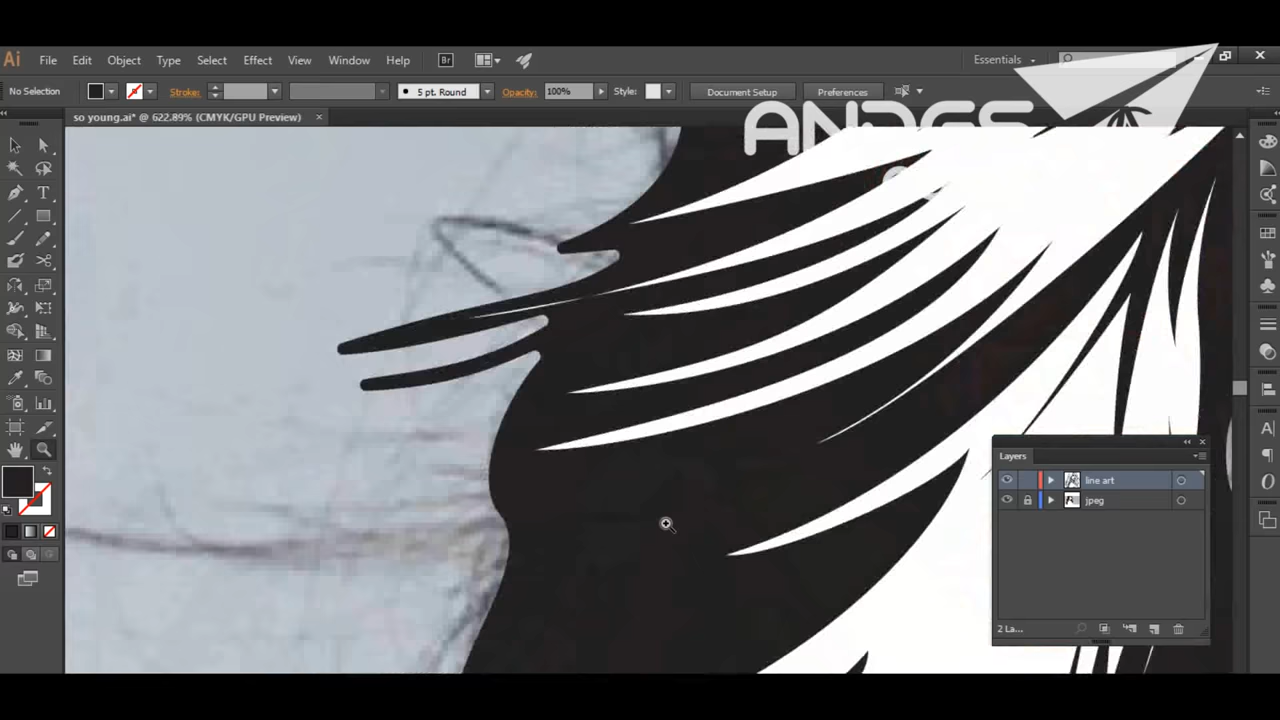 Ai File Edit Object Type Select Effect View Window Help Br Essentials
No Selection Stroke: 5 pt. Round Opacity: 100% Style: Document Setup Preferences
so young.ai* @ 622.89% (CMYK/GPU Preview) ×
ANDES
Layers
line art
jpeg
2 La...